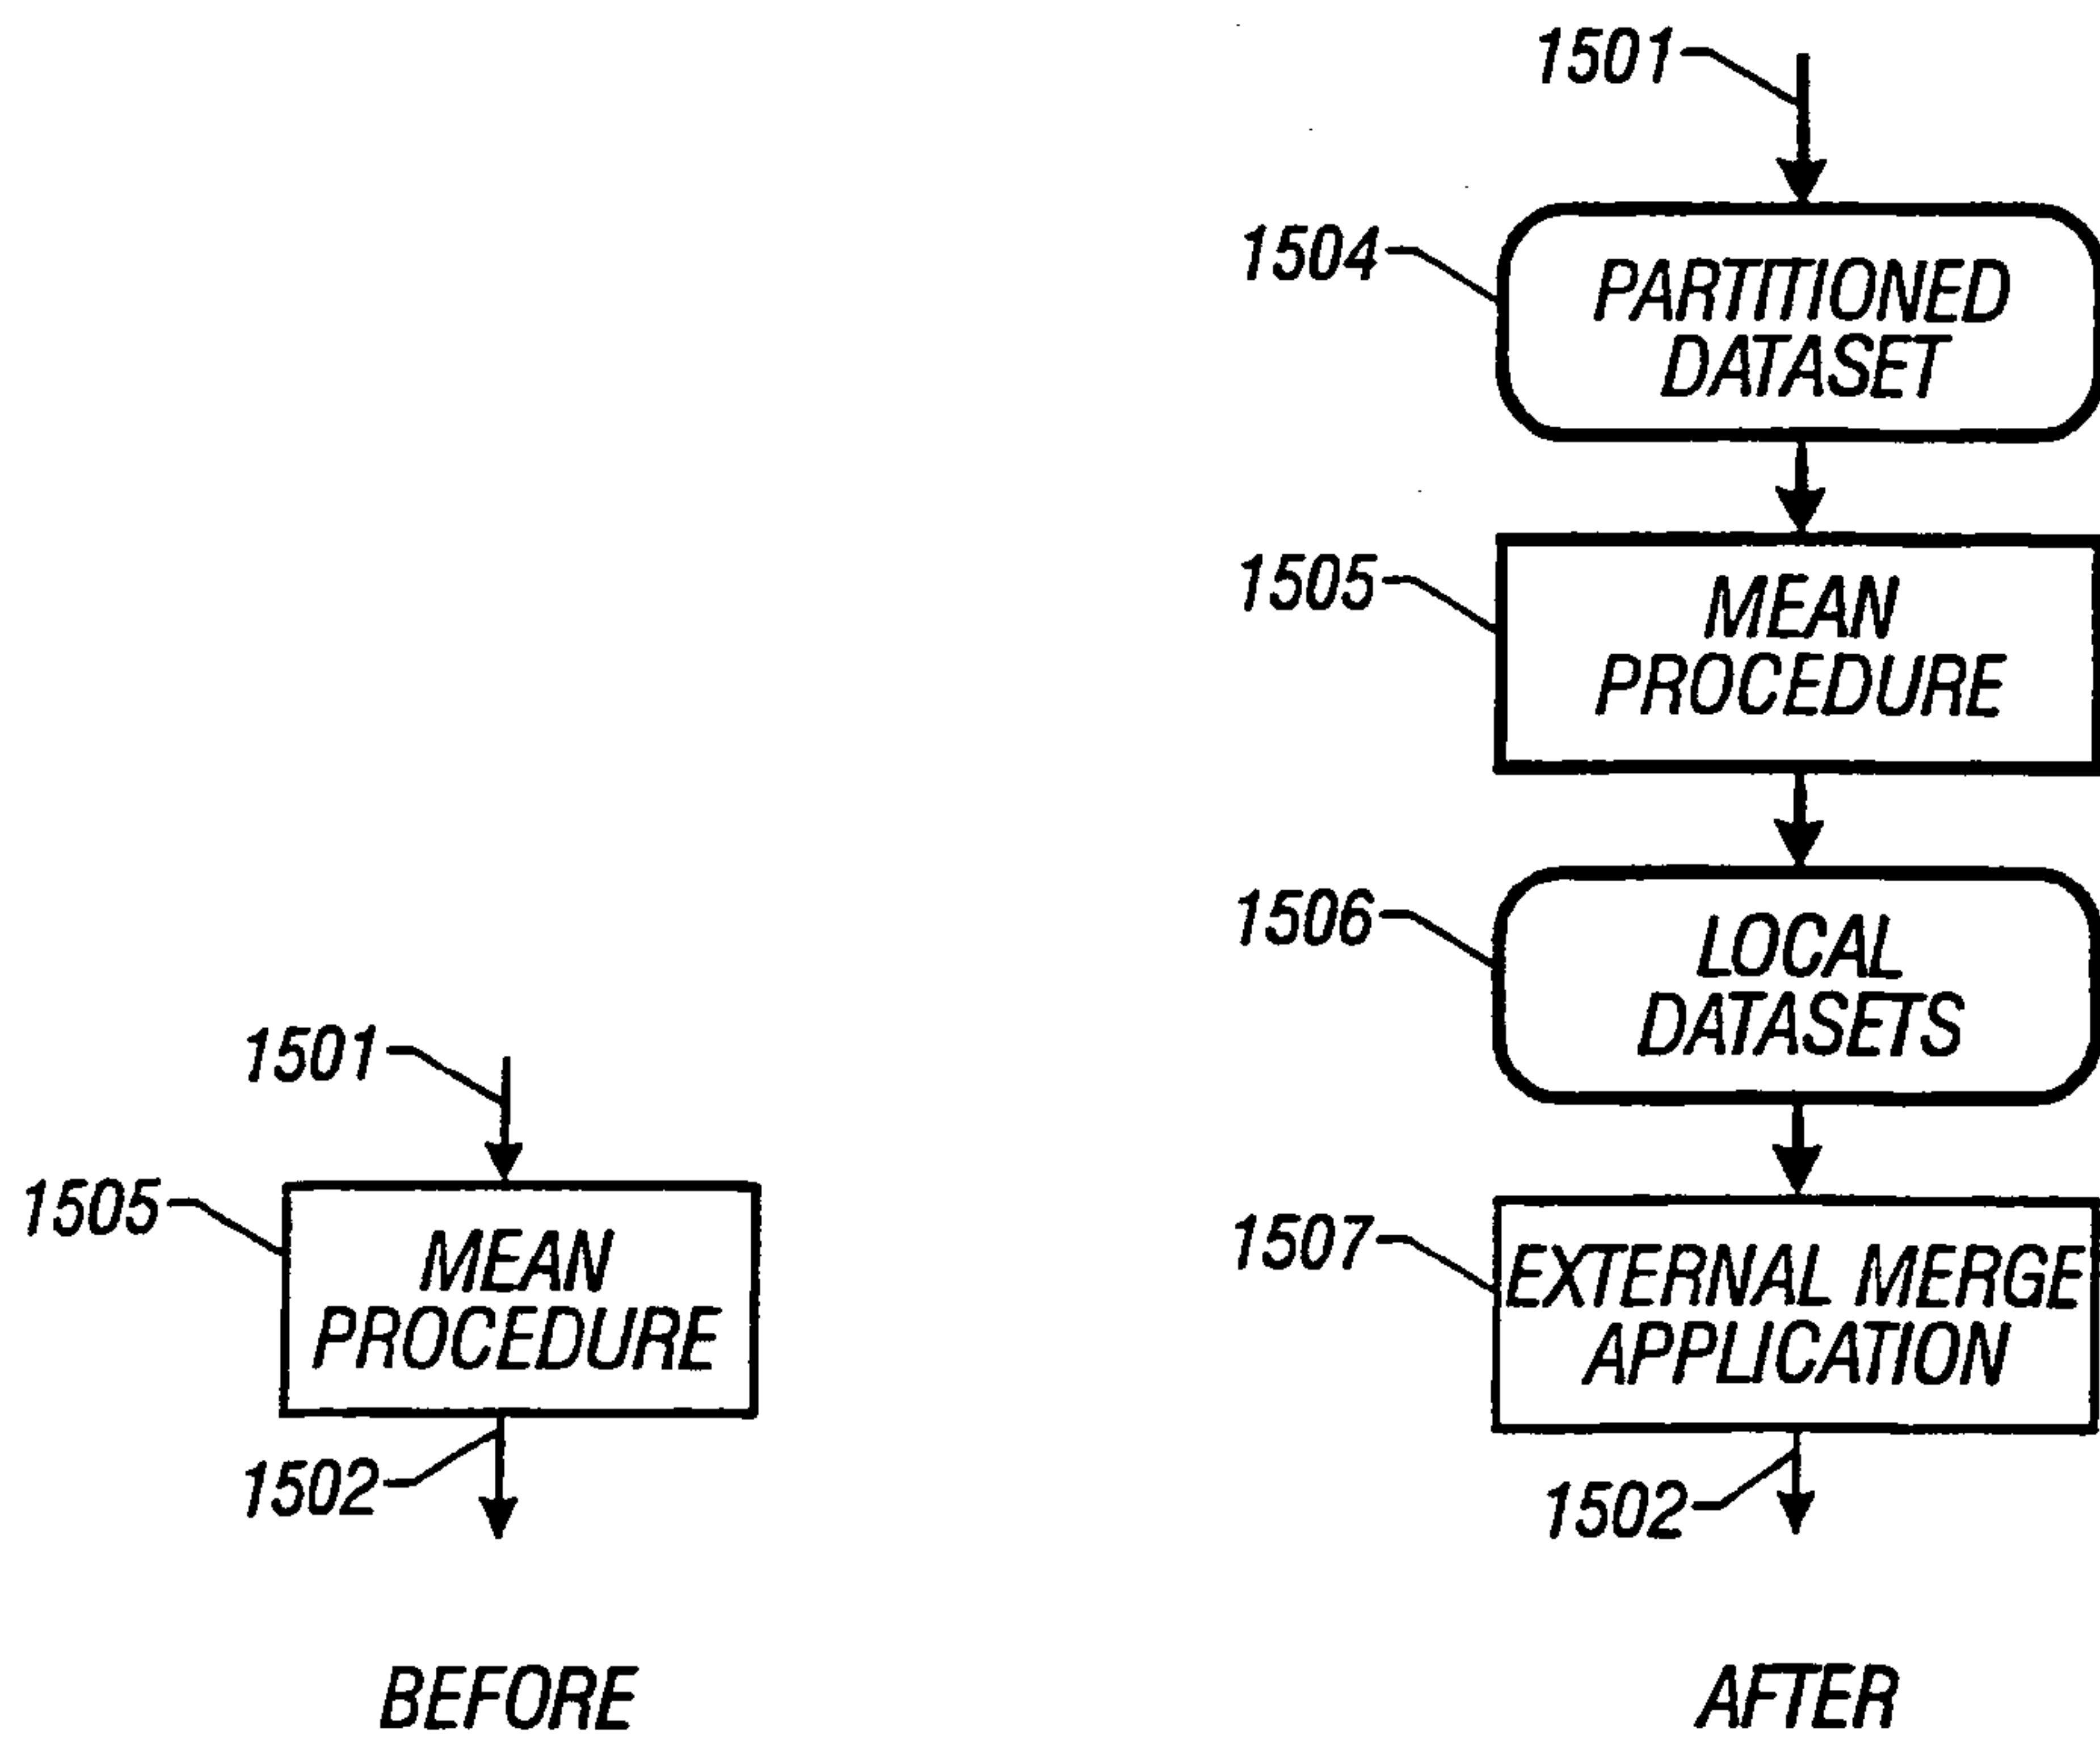 1501
1505
MEAN
PROCEDURE
1502
BEFORE
1501
1504
PARTITIONED
DATASET
1505
MEAN
PROCEDURE
1506
LOCAL
DATASETS
1507
EXTERNAL MERGE
APPLICATION
1502
AFTER